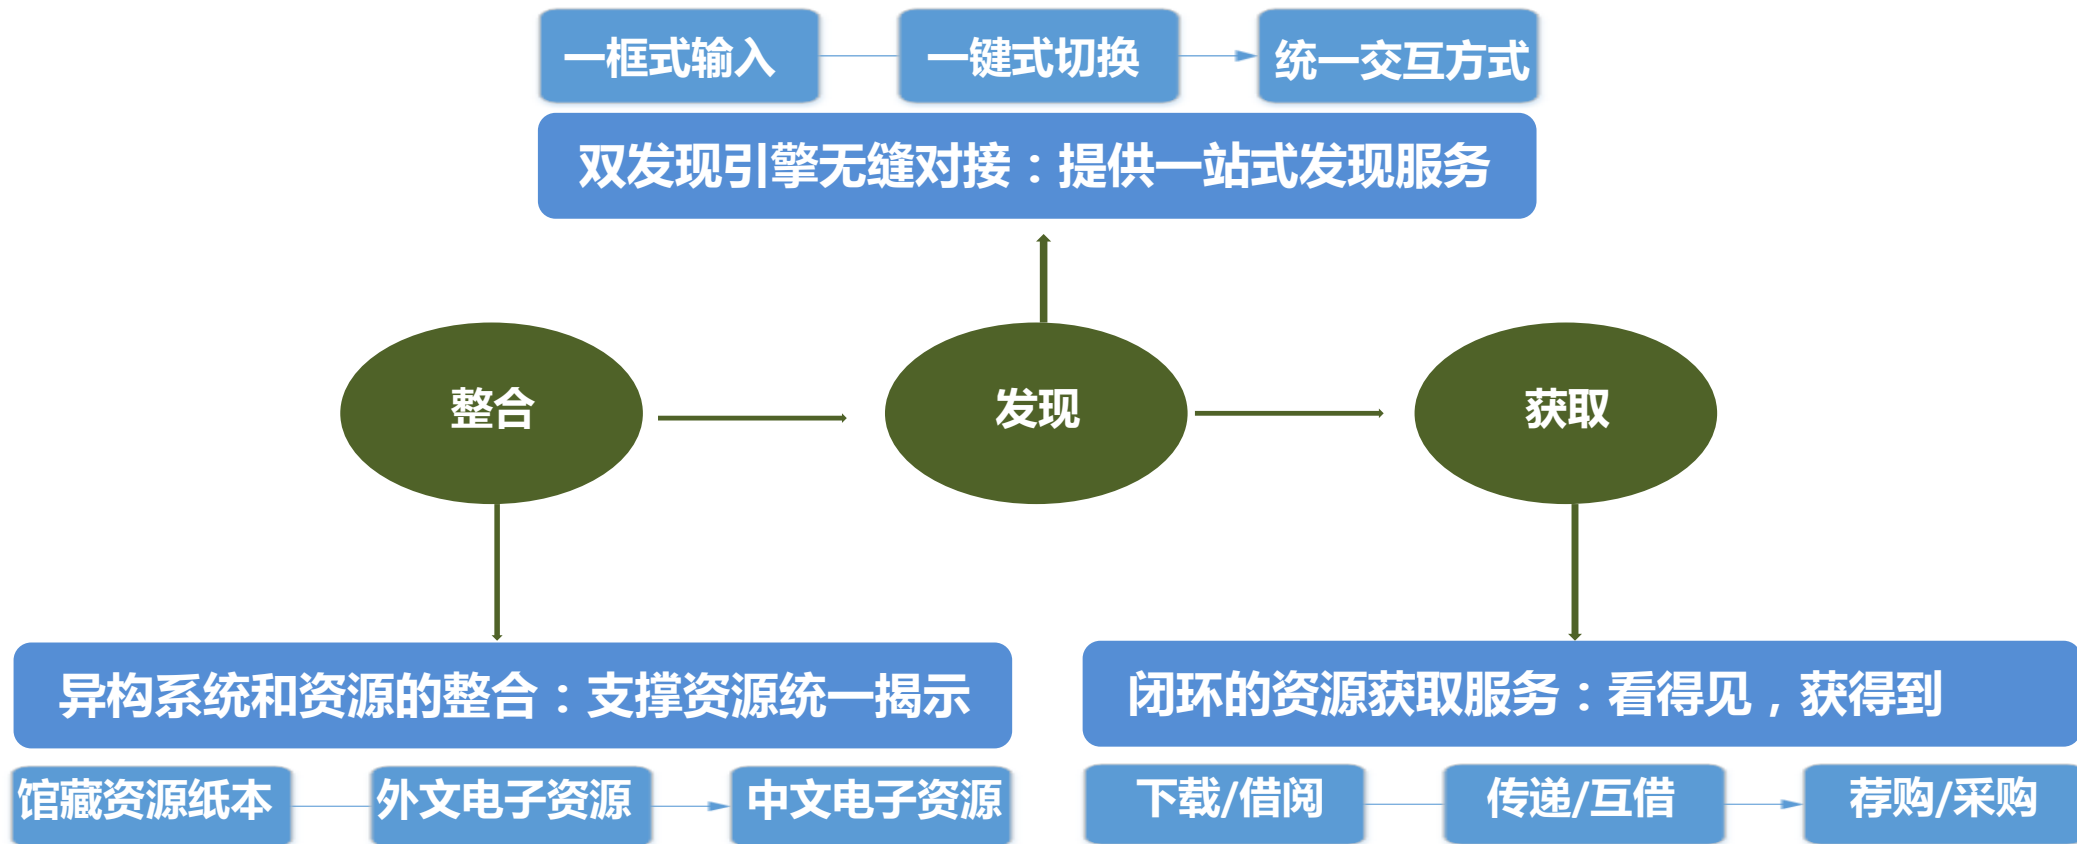 一框式输入
一键式切换
统一交互方式
双发现引擎无缝对接：提供一站式发现服务
整合
发现
获取
异构系统和资源的整合：支撑资源统一揭示
闭环的资源获取服务：看得见，获得到
馆藏资源纸本
外文电子资源
中文电子资源
下载/借阅
传递/互借
荐购/采购